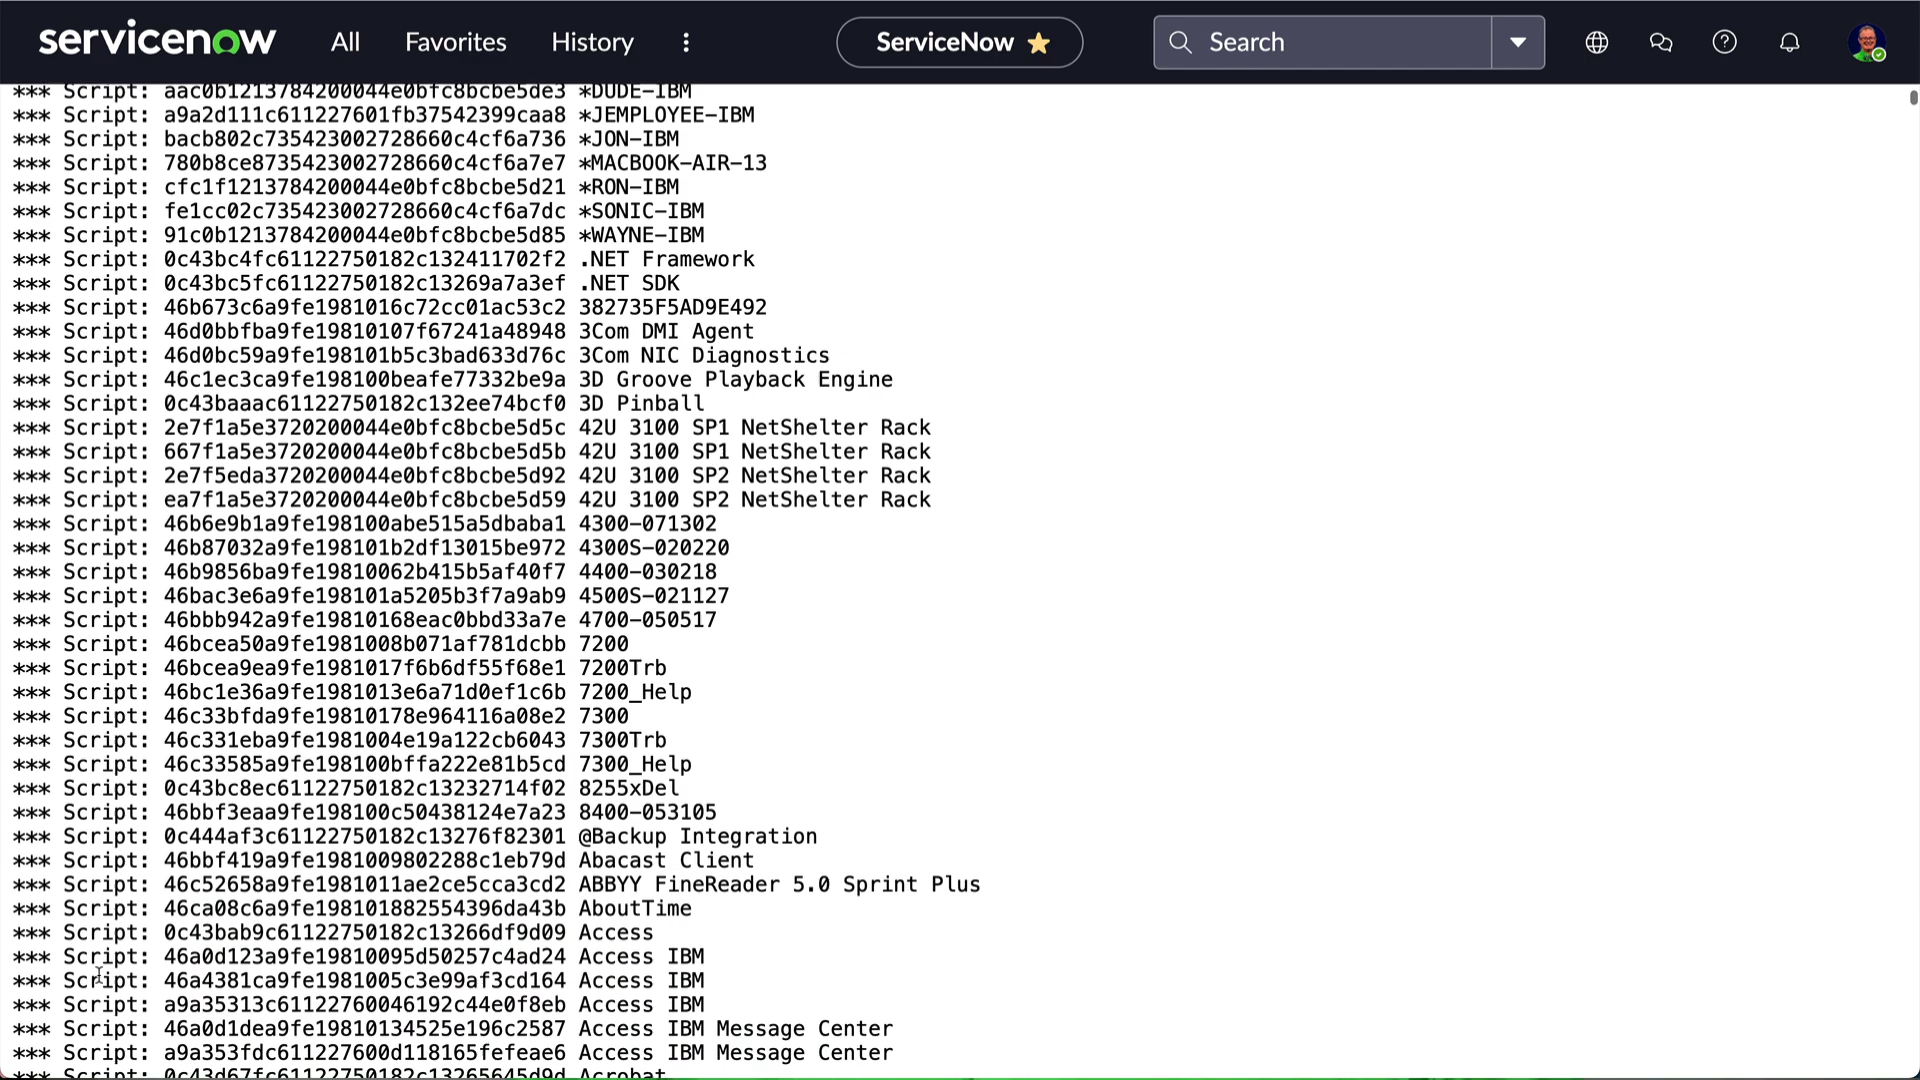 servicenow All Favorites History ServiceNow Search
*** Script: aac0b1213784200044e0bfc8bcbe5de3 *DUDE-IBM
*** Script: a9a2d111c611227601fb37542399caa8 *JEMPLOYEE-IBM
*** Script: bacb802c735423002728660c4cf6a736 *JON-IBM
*** Script: 780b8ce8735423002728660c4cf6a7e7 *MACBOOK-AIR-13
*** Script: cfc1f1213784200044e0bfc8bcbe5d21 *RON-IBM
*** Script: fe1cc02c735423002728660c4cf6a7dc *SONIC-IBM
*** Script: 91c0b1213784200044e0bfc8bcbe5d85 *WAYNE-IBM
*** Script: 0c43bc4fc61122750182c132411702f2 .NET Framework
*** Script: 0c43bc5fc61122750182c13269a7a3ef .NET SDK
*** Script: 46b673c6a9fe1981016c72cc01ac53c2 382735F5AD9E492
*** Script: 46d0bbfba9fe19810107f67241a48948 3Com DMI Agent
*** Script: 46d0bc59a9fe198101b5c3bad633d76c 3Com NIC Diagnostics
*** Script: 46c1ec3ca9fe198100beafe77332be9a 3D Groove Playback Engine
*** Script: 0c43baaac61122750182c132ee74bcf0 3D Pinball
*** Script: 2e7f1a5e3720200044e0bfc8bcbe5d5c 42U 3100 SP1 NetShelter Rack
*** Script: 667f1a5e3720200044e0bfc8bcbe5d5b 42U 3100 SP1 NetShelter Rack
*** Script: 2e7f5eda3720200044e0bfc8bcbe5d92 42U 3100 SP2 NetShelter Rack
*** Script: ea7f1a5e3720200044e0bfc8bcbe5d59 42U 3100 SP2 NetShelter Rack
*** Script: 46b6e9b1a9fe198100abe515a5dbaba1 4300-071302
*** Script: 46b87032a9fe198101b2df13015be972 4300S-020220
*** Script: 46b9856ba9fe19810062b415b5af40f7 4400-030218
*** Script: 46bac3e6a9fe198101a5205b3f7a9ab9 4500S-021127
*** Script: 46bbb942a9fe19810168eac0bbd33a7e 4700-050517
*** Script: 46bcea50a9fe1981008b071af781dcbb 7200
*** Script: 46bcea9ea9fe1981017f6b6df55f68e1 7200Trb
*** Script: 46bc1e36a9fe1981013e6a71d0ef1c6b 7200_Help
*** Script: 46c33bfda9fe19810178e964116a08e2 7300
*** Script: 46c331eba9fe1981004e19a122cb6043 7300Trb
*** Script: 46c33585a9fe198100bffa222e81b5cd 7300_Help
*** Script: 0c43bc8ec61122750182c13232714f02 8255xDel
*** Script: 46bbf3eaa9fe198100c50438124e7a23 8400-053105
*** Script: 0c444af3c61122750182c13276f82301 @Backup Integration
*** Script: 46bbf419a9fe1981009802288c1eb79d Abacast Client
*** Script: 46c52658a9fe1981011ae2ce5cca3cd2 ABBYY FineReader 5.0 Sprint Plus
*** Script: 46ca08c6a9fe198101882554396da43b AboutTime
*** Script: 0c43bab9c61122750182c13266df9d09 Access
*** Script: 46a0d123a9fe19810095d50257c4ad24 Access IBM
*** Script: 46a4381ca9fe1981005c3e99af3cd164 Access IBM
*** Script: a9a35313c61122760046192c44e0f8eb Access IBM
*** Script: 46a0d1dea9fe19810134525e196c2587 Access IBM Message Center
*** Script: a9a353fdc611227600d118165fefeae6 Access IBM Message Center
*** Script: 0c43d67fc61122750182c13265645d9d Acrobat